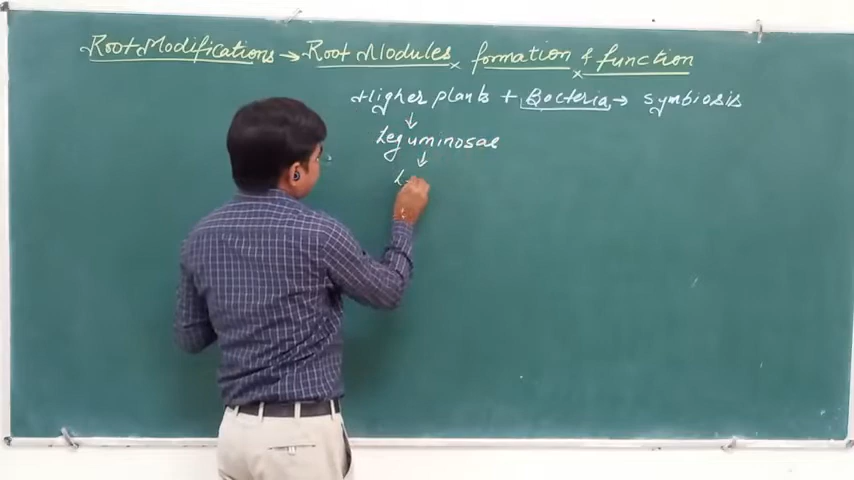 Root Modifications → Root Nodules formation & function
Higher plants + Bacteria → symbiosis
↓
Leguminosae
↓
L